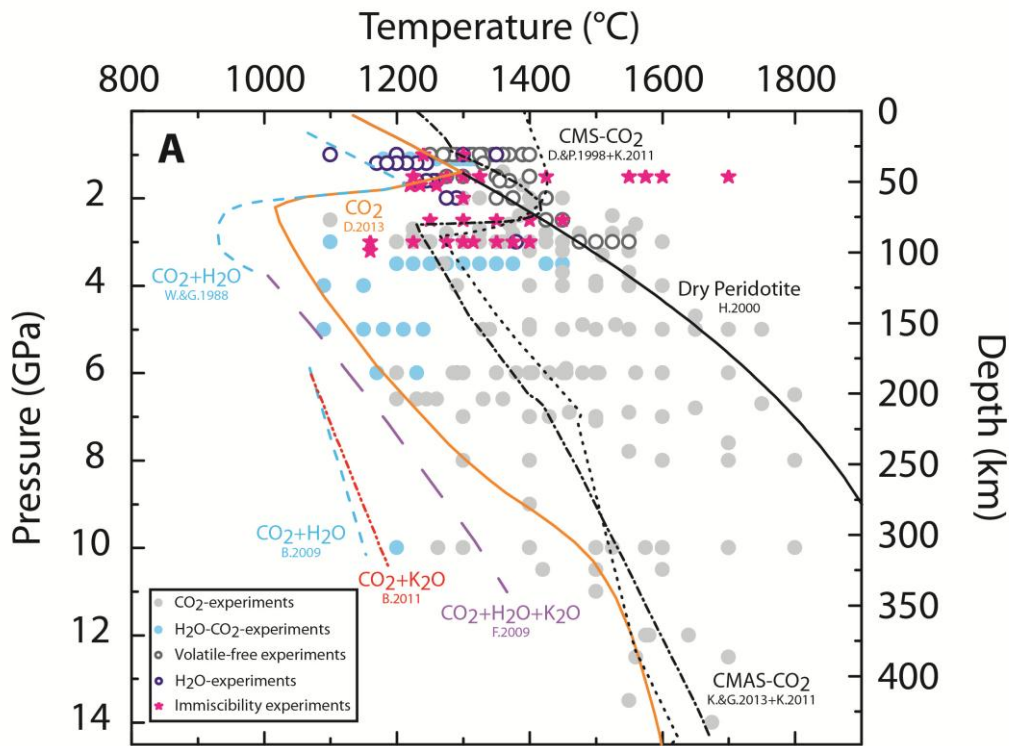 Temperature (°C)
800 1000 1200 1400 1600 1800
A
0
50
100
150
200
250
300
350
400
2
4
6
8
10
12
14
Pressure (GPa)
Depth (km)
CMS-CO2
D.&P.1998+K.2011
CO2
D.2013
CO2+H2O
W.&G.1988
Dry Peridotite
H.2000
CO2+H2O
B.2009
CO2+K2O
B.2011
CO2+H2O+K2O
F.2009
CMAS-CO2
K.&G.2013+K.2011
CO2-experiments
H2O-CO2-experiments
Volatile-free experiments
H2O-experiments
Immiscibility experiments